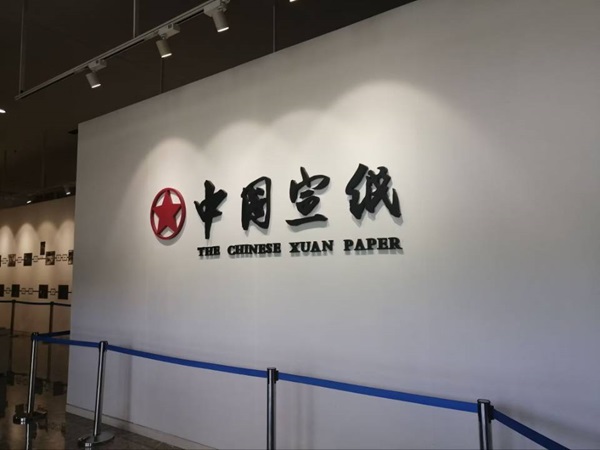 中国宣纸
THE CHINESE XUAN PAPER